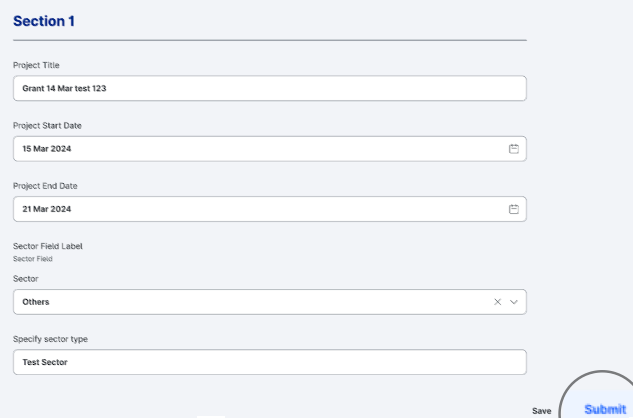 Section 1
Project Title
Grant 14 Mar test 123
Project Start Date
15 Mar 2024
Project End Date
21 Mar 2024
Sector Field Label
Sector Field
Sector
Others
Specify sector type
Test Sector
Save
Submit